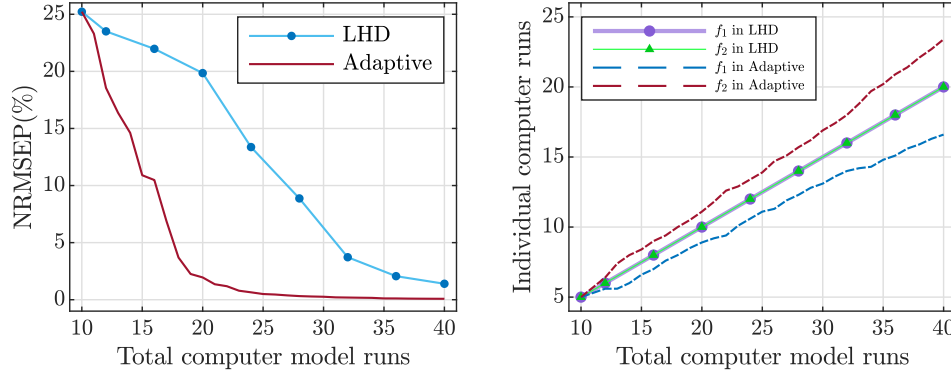 25
20
15
10
5
0
NRMSEP(%)
LHD
Adaptive
10 15 20 25 30 35 40
Total computer model runs
25
20
15
10
5
Individual computer runs
f₁ in LHD
f₂ in LHD
f₁ in Adaptive
f₂ in Adaptive
10 15 20 25 30 35 40
Total computer model runs